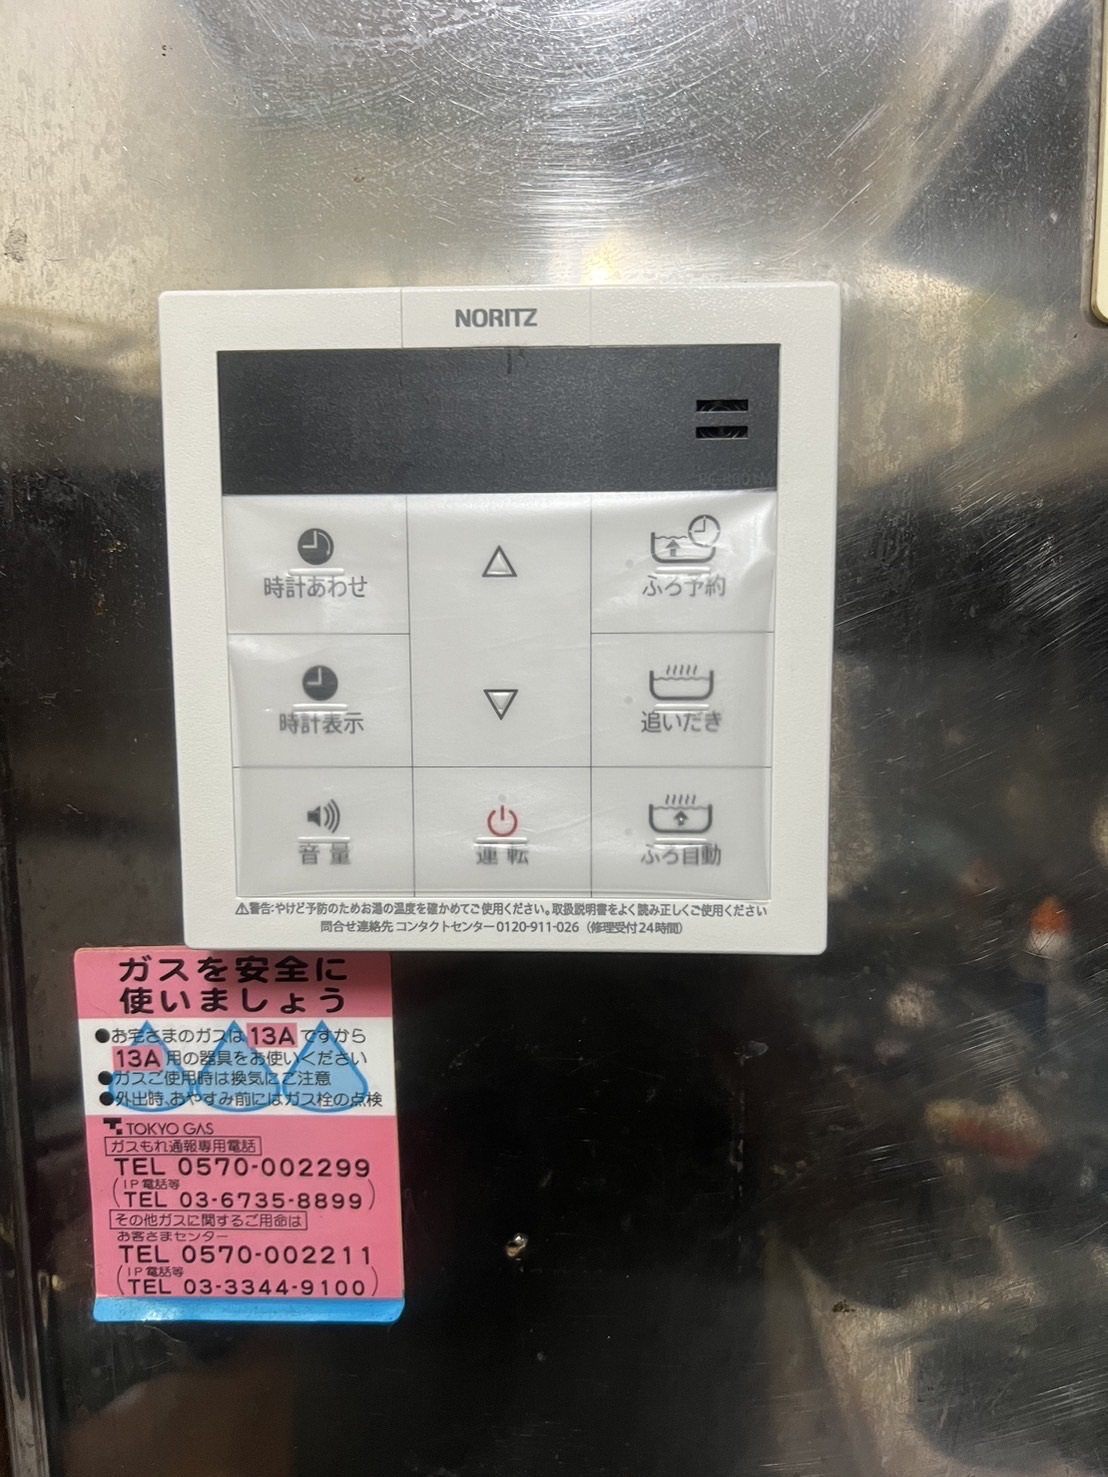 NORITZ
時計あわせ
ふろ予約
時計表示
追いだき
音量
運転
ふろ自動
⚠警告:やけど予防のためお湯の温度を確かめてご使用ください。取扱説明書をよく読み正しくご使用ください
問合せ連絡先 コンタクトセンター0120-911-026（修理受付24時間）
ガスを安全に
使いましょう
●お宅さまのガスは 13A ですから
13A 用の器具をお使いください
●ガスご使用時は換気にご注意
●外出時、おやすみ前にはガス栓の点検
TOKYO GAS
ガスもれ通報専用電話
TEL 0570-002299
(IP電話等
TEL 03-6735-8899)
その他ガスに関するご用命は
お客さまセンター
TEL 0570-002211
(IP電話等
TEL 03-3344-9100)